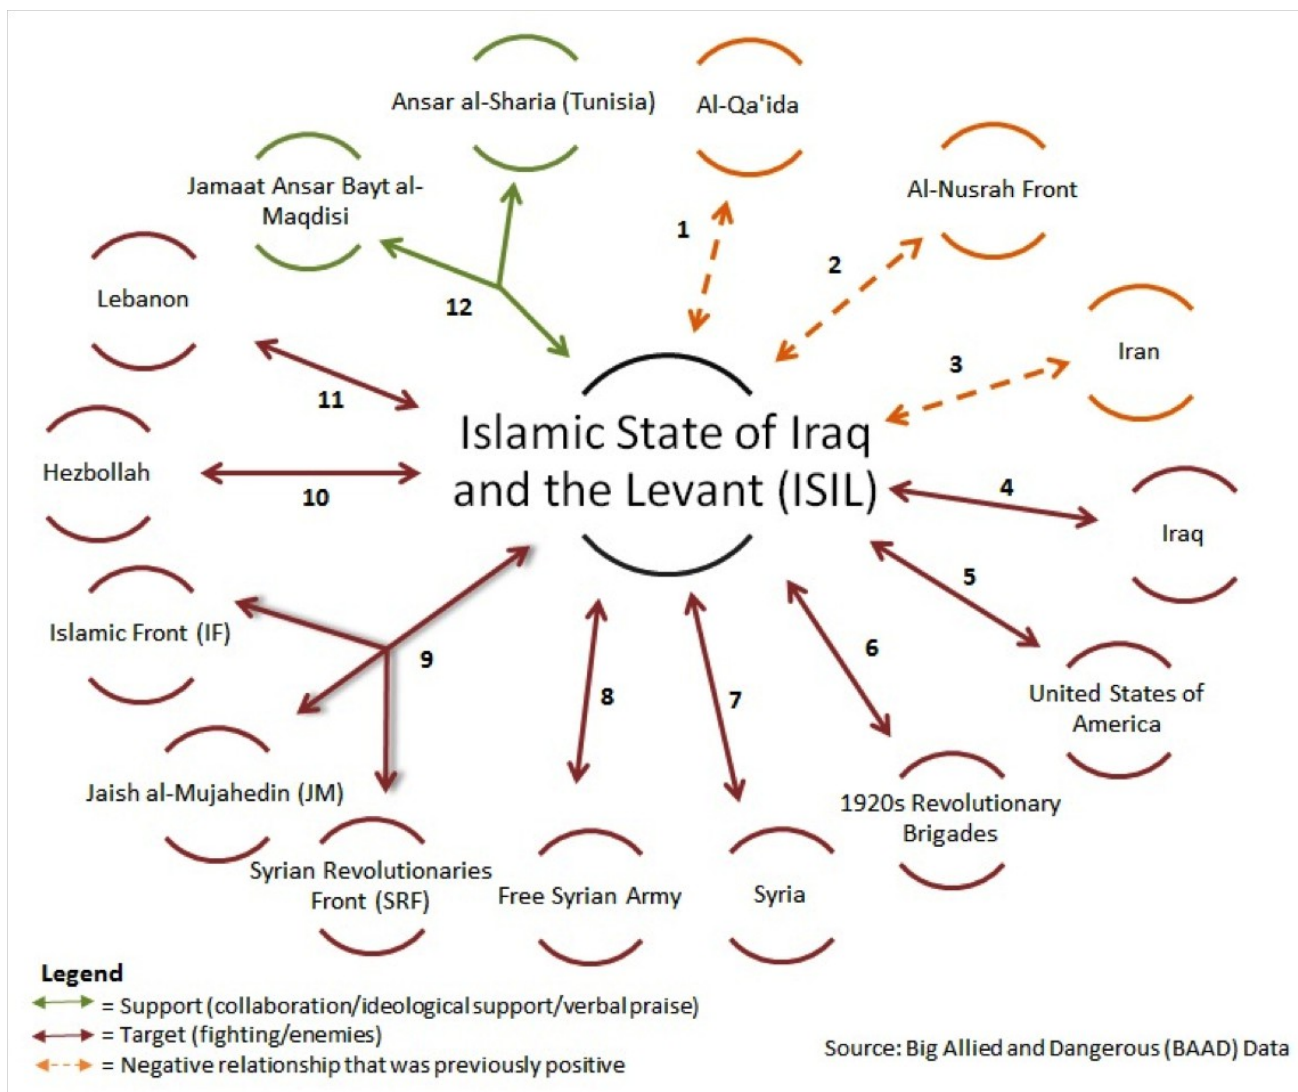 Ansar al-Sharia (Tunisia)
Al-Qa'ida
Jamaat Ansar Bayt al-
Maqdisi
Al-Nusrah Front
1
2
Lebanon
12
Iran
3
11
Islamic State of Iraq
and the Levant (ISIL)
Hezbollah
10
4
Iraq
5
Islamic Front (IF)
9
6
8
7
United States of
America
Jaish al-Mujahedin (JM)
1920s Revolutionary
Brigades
Syrian Revolutionaries
Front (SRF)
Free Syrian Army
Syria
Legend
= Support (collaboration/ideological support/verbal praise)
= Target (fighting/enemies)
= Negative relationship that was previously positive
Source: Big Allied and Dangerous (BAAD) Data